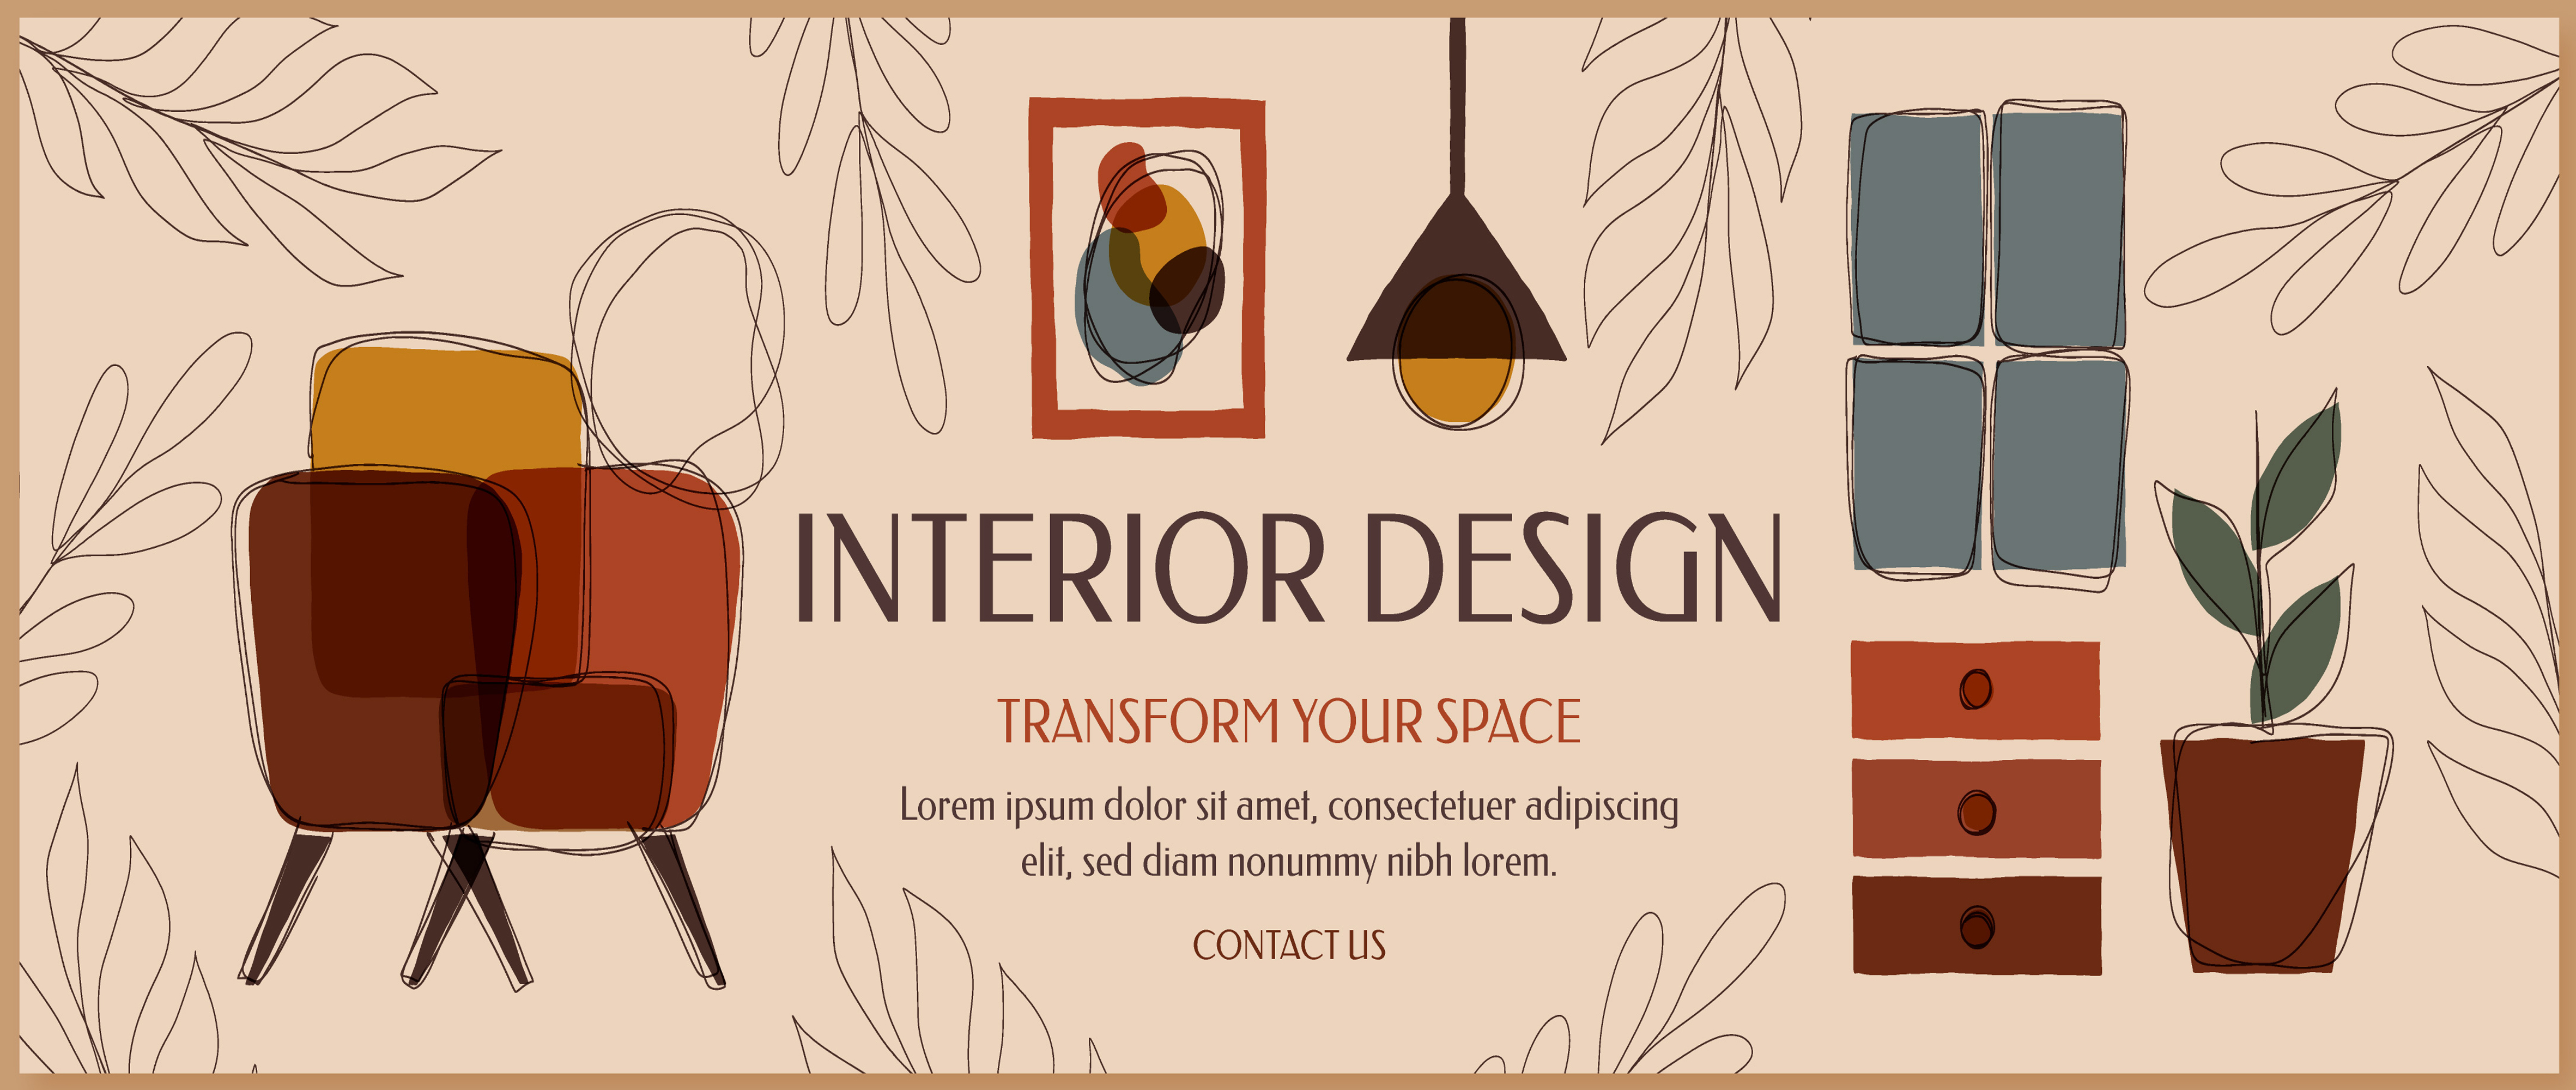 INTERIOR DESIGN
TRANSFORM YOUR SPACE
Lorem ipsum dolor sit amet, consectetuer adipiscing
elit, sed diam nonummy nibh lorem.
CONTACT US